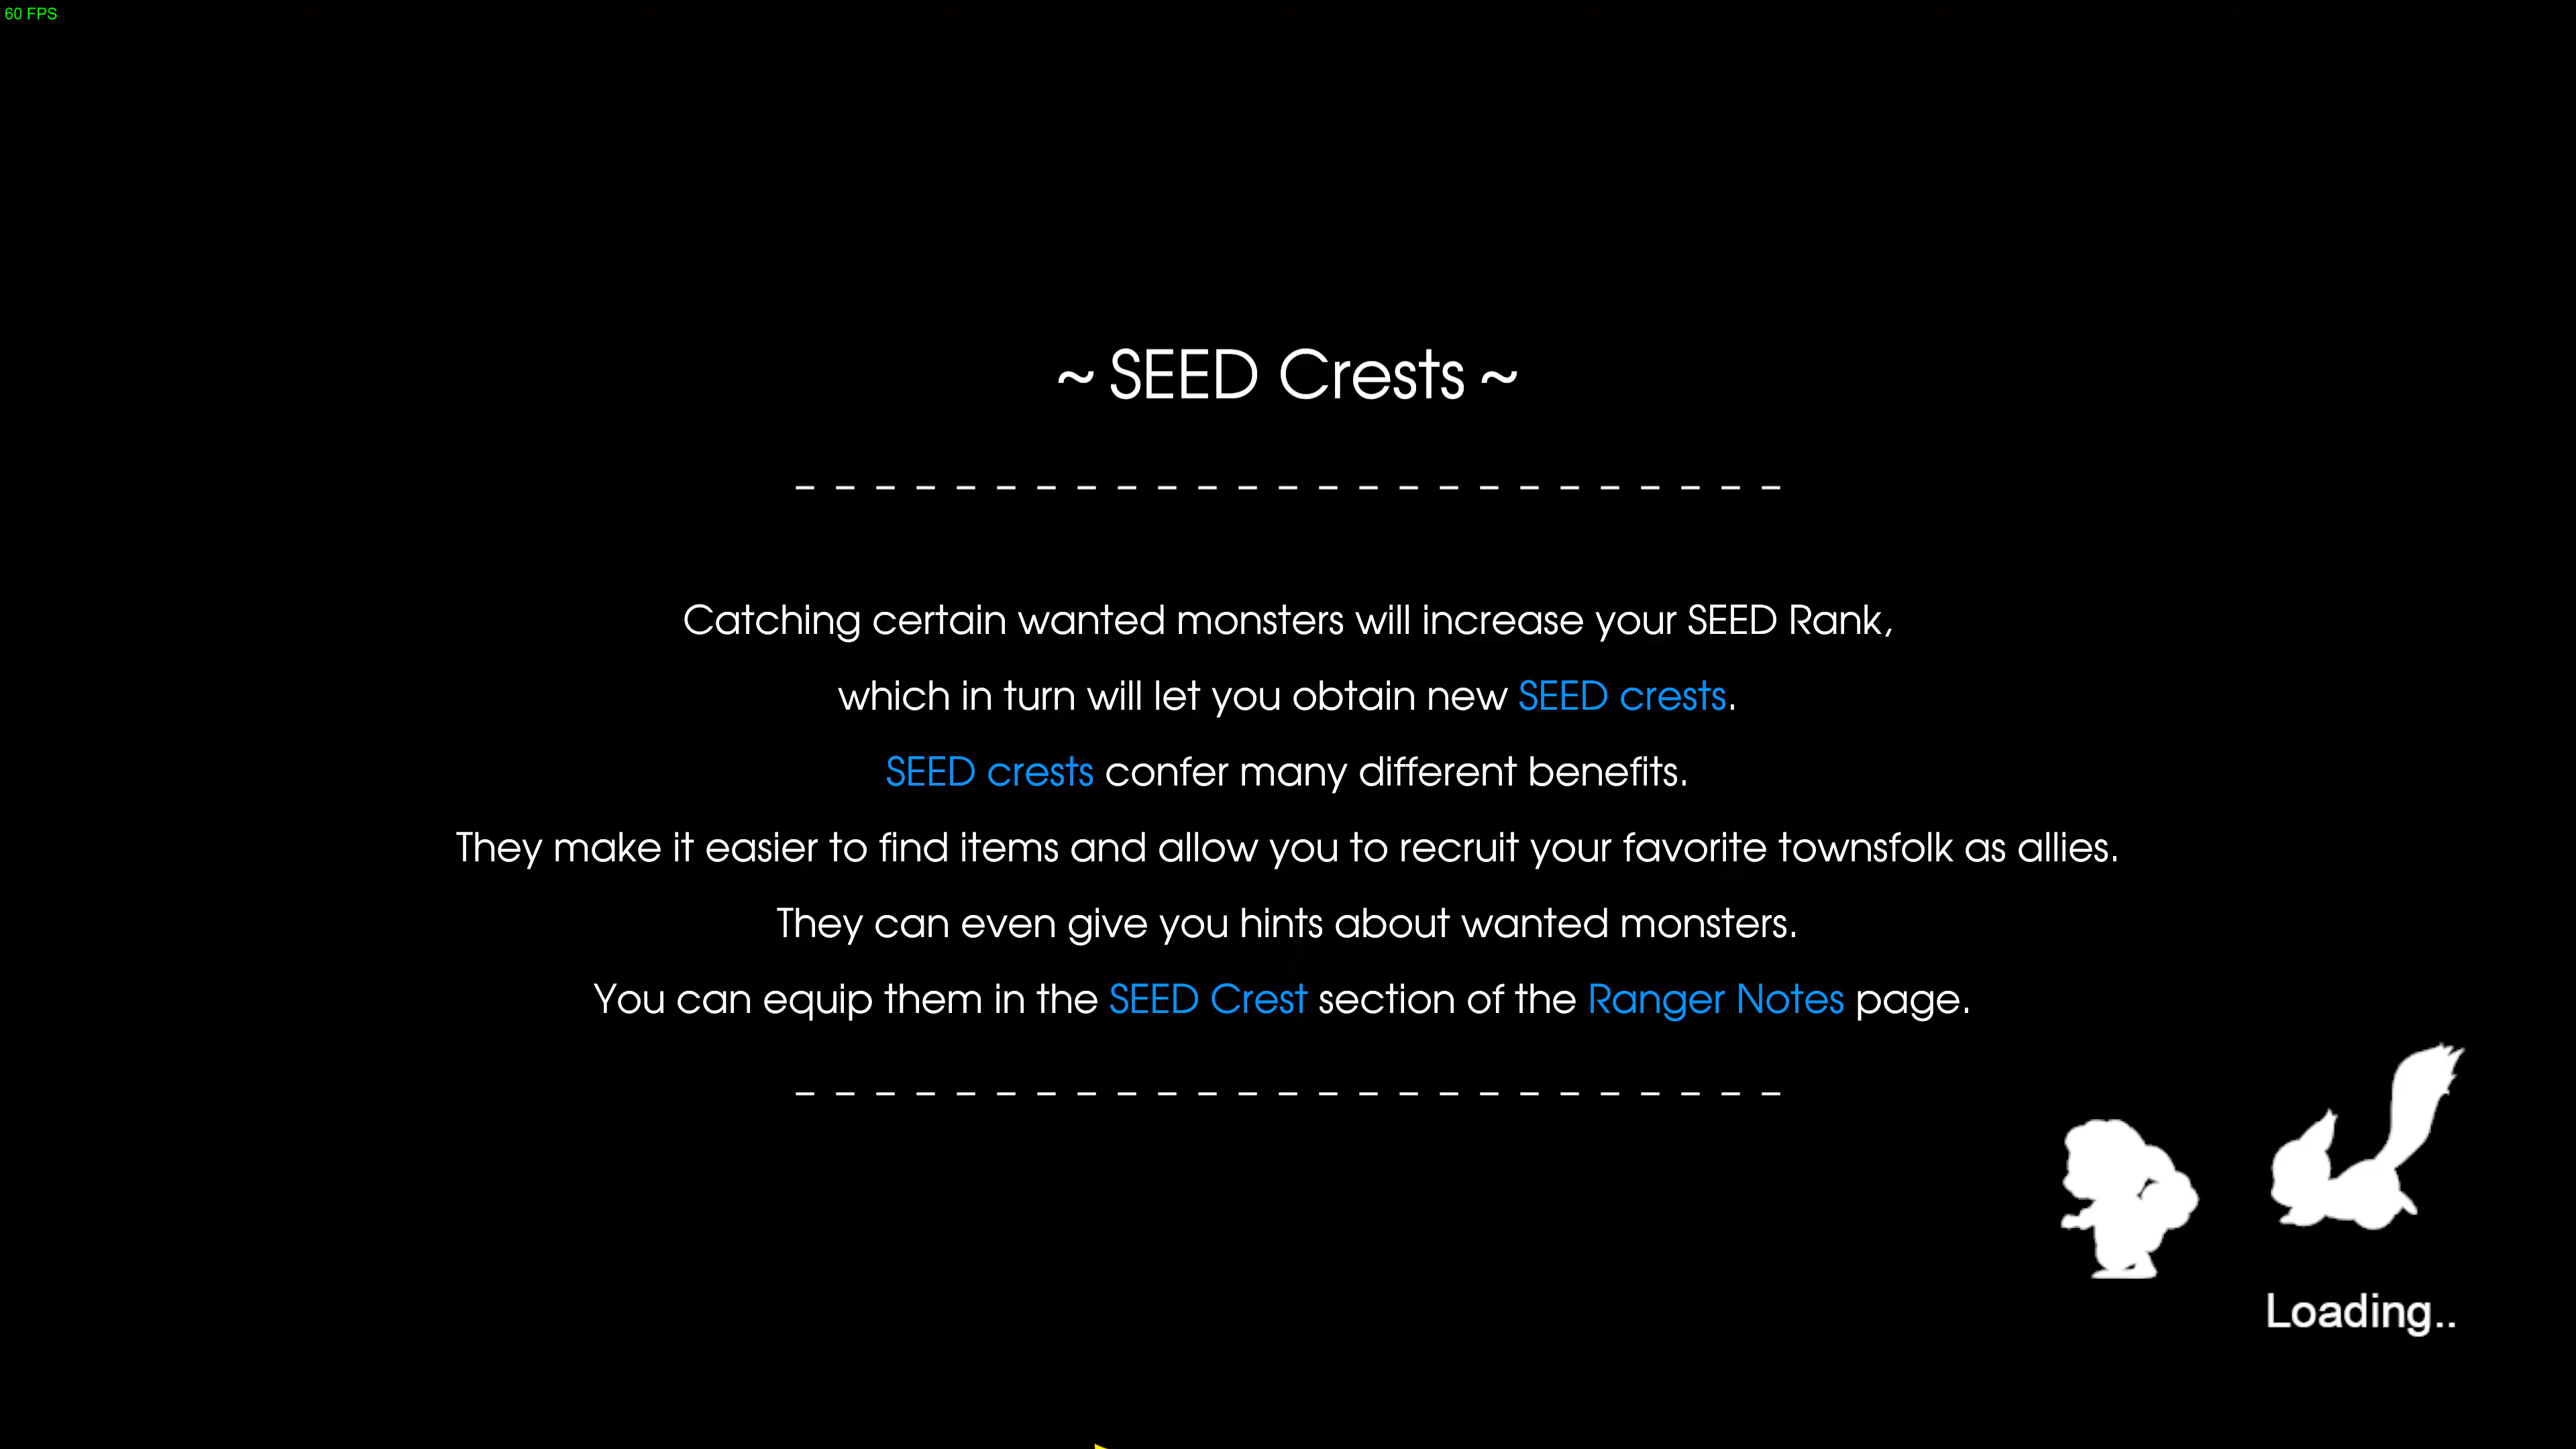 60 FPS
~ SEED Crests ~
– – – – – – – – – – – – – – – – – – – – – – – – –
Catching certain wanted monsters will increase your SEED Rank,
which in turn will let you obtain new SEED crests.
SEED crests confer many different benefits.
They make it easier to find items and allow you to recruit your favorite townsfolk as allies.
They can even give you hints about wanted monsters.
You can equip them in the SEED Crest section of the Ranger Notes page.
– – – – – – – – – – – – – – – – – – – – – – – – –
Loading..